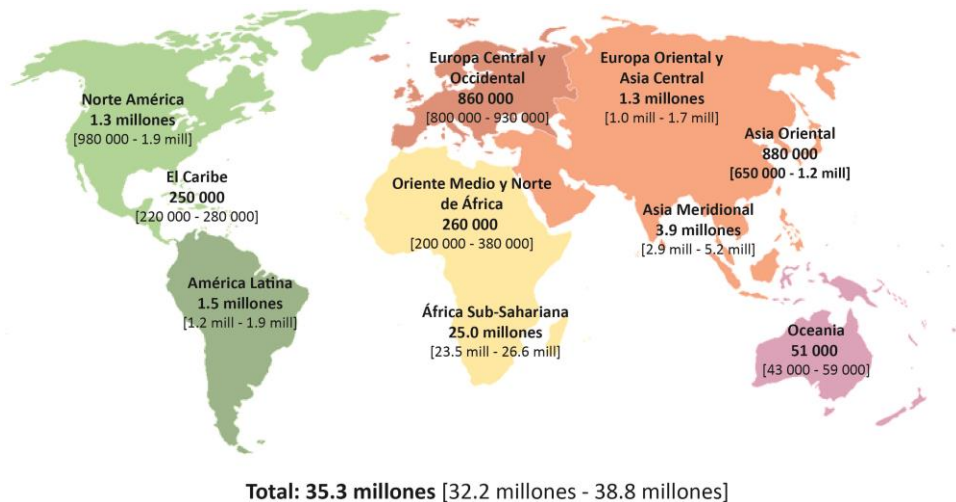 Norte América
1.3 millones
[980 000 - 1.9 mill]
El Caribe
250 000
[220 000 - 280 000]
América Latina
1.5 millones
[1.2 mill - 1.9 mill]
Europa Central y
Occidental
860 000
[800 000 - 930 000]
Oriente Medio y Norte
de África
260 000
[200 000 - 380 000]
África Sub-Sahariana
25.0 millones
[23.5 mill - 26.6 mill]
Europa Oriental y
Asia Central
1.3 millones
[1.0 mill - 1.7 mill]
Asia Oriental
880 000
[650 000 - 1.2 mill]
Asia Meridional
3.9 millones
[2.9 mill - 5.2 mill]
Oceania
51 000
[43 000 - 59 000]
Total: 35.3 millones [32.2 millones - 38.8 millones]